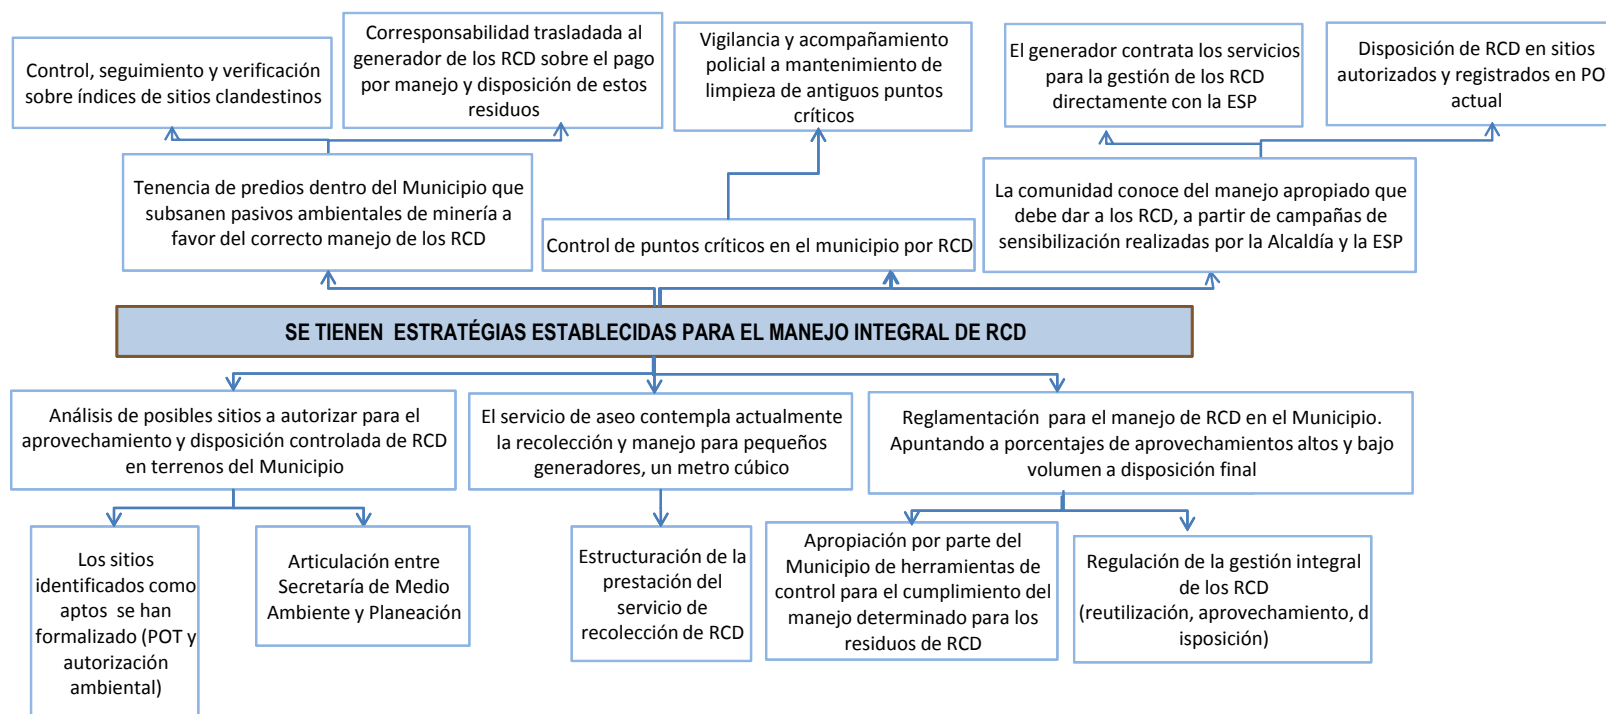 Control, seguimiento y verificación
sobre índices de sitios clandestinos
Corresponsabilidad trasladada al
generador de los RCD sobre el pago
por manejo y disposición de estos
residuos
Vigilancia y acompañamiento
policial a mantenimiento de
limpieza de antiguos puntos
críticos
El generador contrata los servicios
para la gestión de los RCD
directamente con la ESP
Disposición de RCD en sitios
autorizados y registrados en POT
actual
Tenencia de predios dentro del Municipio que
subsanen pasivos ambientales de minería a
favor del correcto manejo de los RCD
Control de puntos críticos en el municipio por RCD
La comunidad conoce del manejo apropiado que
debe dar a los RCD, a partir de campañas de
sensibilización realizadas por la Alcaldía y la ESP
SE TIENEN ESTRATÉGIAS ESTABLECIDAS PARA EL MANEJO INTEGRAL DE RCD
Análisis de posibles sitios a autorizar para el
aprovechamiento y disposición controlada de RCD
en terrenos del Municipio
El servicio de aseo contempla actualmente
la recolección y manejo para pequeños
generadores, un metro cúbico
Reglamentación para el manejo de RCD en el Municipio.
Apuntando a porcentajes de aprovechamientos altos y bajo
volumen a disposición final
Los sitios
identificados como
aptos se han
formalizado (POT y
autorización
ambiental)
Articulación entre
Secretaría de Medio
Ambiente y Planeación
Estructuración de la
prestación del
servicio de
recolección de RCD
Apropiación por parte del
Municipio de herramientas de
control para el cumplimiento del
manejo determinado para los
residuos de RCD
Regulación de la gestión integral
de los RCD
(reutilización, aprovechamiento, d
isposición)